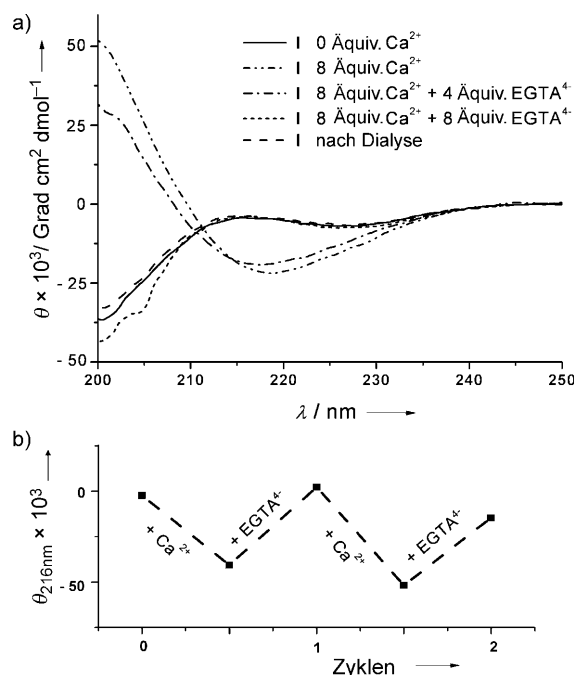 a)
I 0 Äquiv. Ca²⁺
I 8 Äquiv. Ca²⁺
I 8 Äquiv. Ca²⁺ + 4 Äquiv. EGTA⁴⁻
I 8 Äquiv. Ca²⁺ + 8 Äquiv. EGTA⁴⁻
I nach Dialyse
50
25
0
- 25
- 50
θ × 10³/ Grad cm² dmol⁻¹
200 210 220 230 240 250
λ / nm
b)
0
- 50
θ₂₁₆nm × 10³
+ Ca²⁺
+ EGTA⁴⁻
+ Ca²⁺
+ EGTA⁴⁻
0 1 2
Zyklen